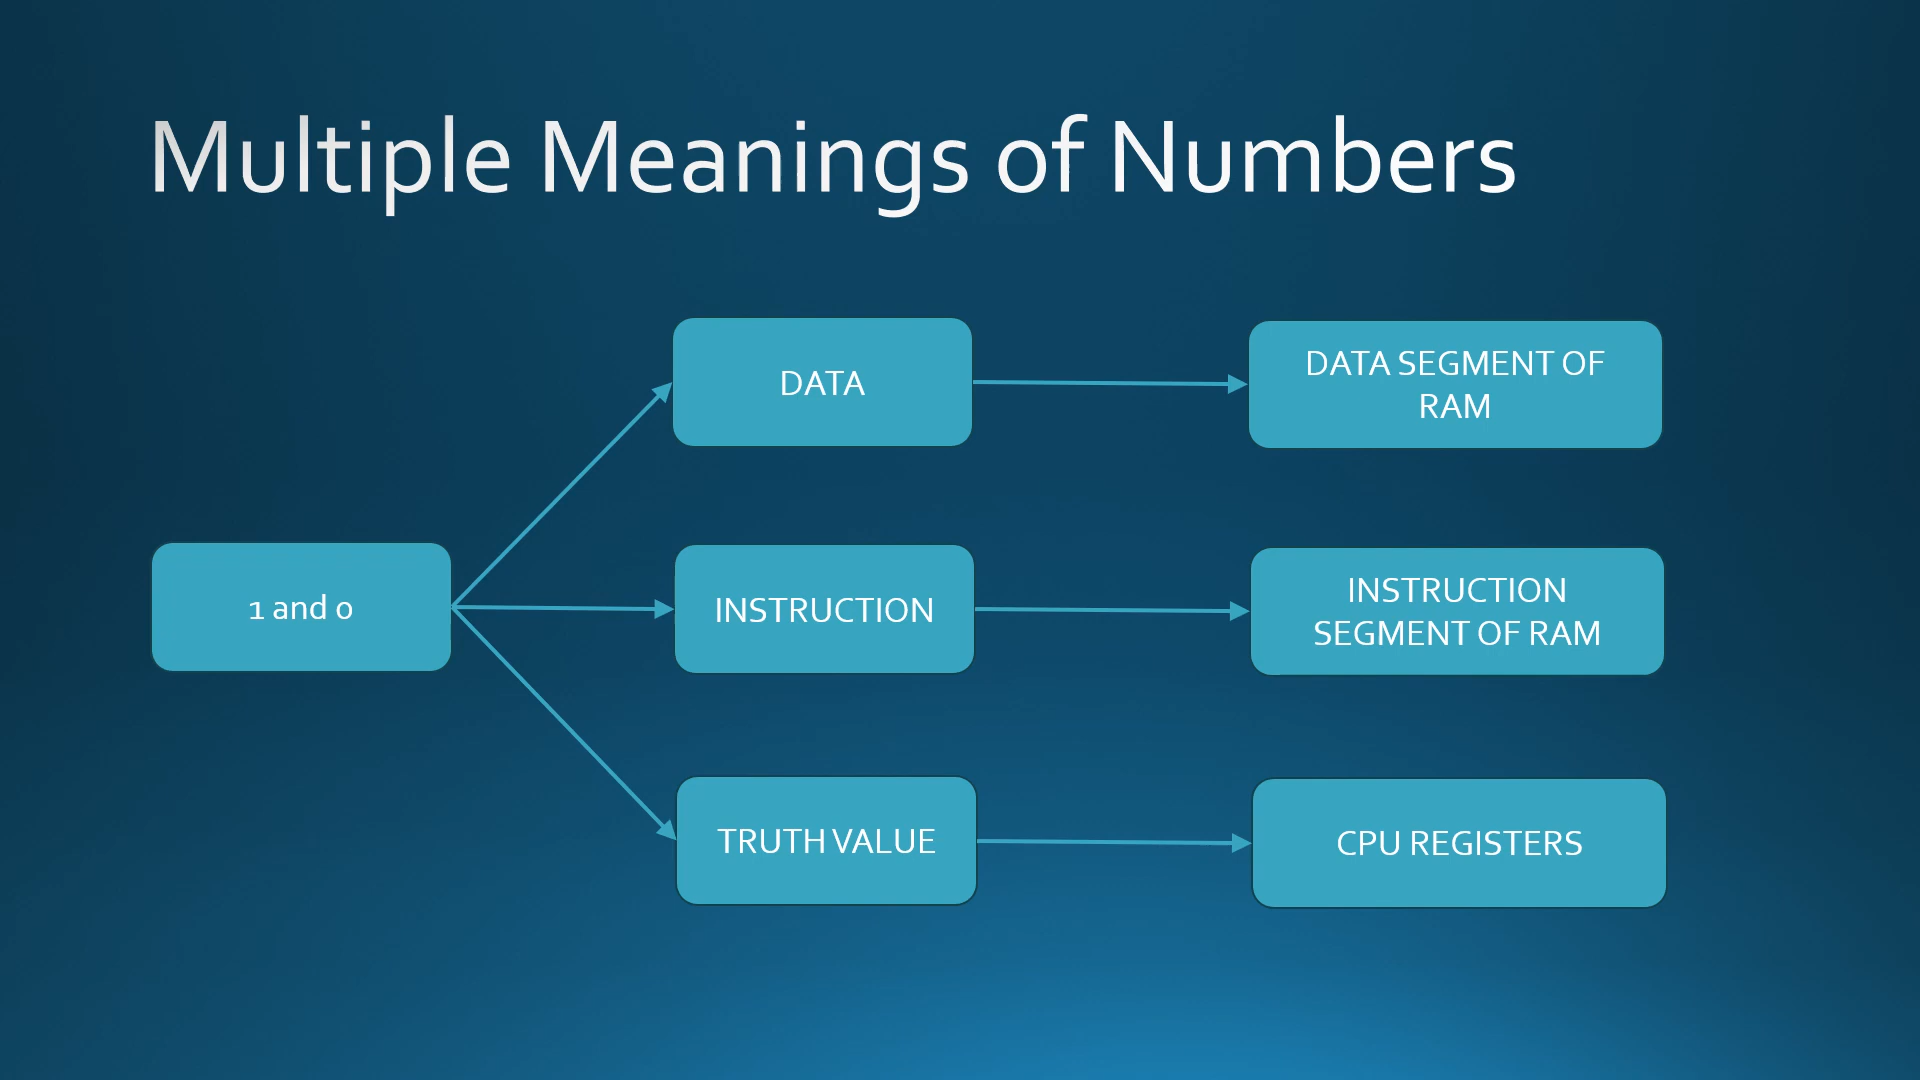 Multiple Meanings of Numbers
DATA
DATA SEGMENT OF
RAM
1 and 0
INSTRUCTION
INSTRUCTION
SEGMENT OF RAM
TRUTH VALUE
CPU REGISTERS